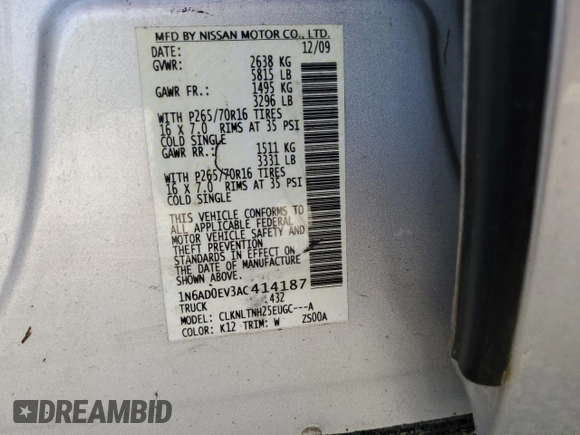 MFD BY NISSAN MOTOR CO., LTD.
DATE: 12/09
GVWR: 2638 KG
5815 LB
GAWR FR.: 1495 KG
3296 LB
WITH P265/70R16 TIRES
16 X 7.0 RIMS AT 35 PSI
COLD SINGLE
GAWR RR.: 1511 KG
3331 LB
WITH P265/70R16 TIRES
16 X 7.0 RIMS AT 35 PSI
COLD SINGLE
THIS VEHICLE CONFORMS TO
ALL APPLICABLE FEDERAL
MOTOR VEHICLE SAFETY AND
THEFT PREVENTION
STANDARDS IN EFFECT ON
THE DATE OF MANUFACTURE
SHOWN ABOVE.
1N6AD0EV3AC414187
TRUCK 432
MODEL: CLKNLTNHZ5EUGC---A
COLOR: K12 TRIM: W ZS00A
DREAMBID